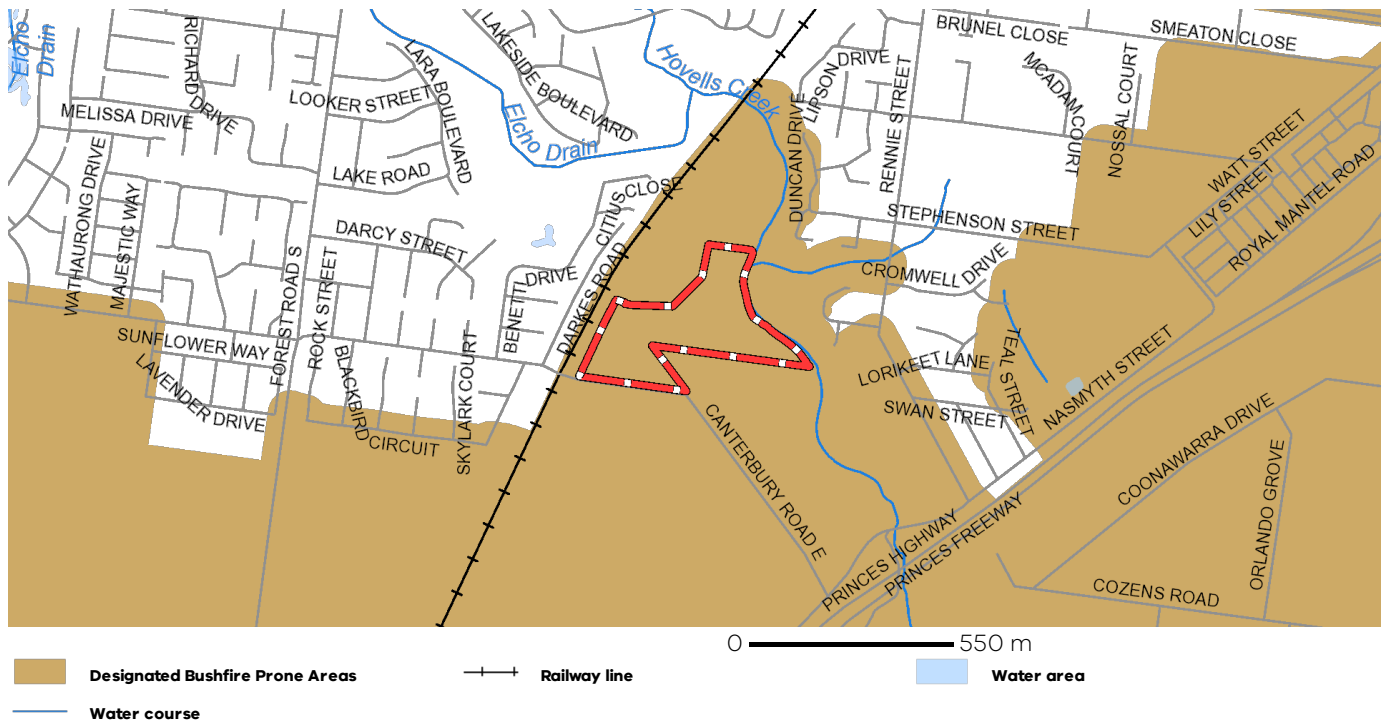 Elcho
Drain
RICHARD
DRIVE
MELISSA DRIVE
LOOKER STREET
LARA BOULEVARD
LAKESIDE BOULEVARD
Elcho Drain
Hovells Creek
LAKE ROAD
WATHAURONG DRIVE
MAJESTIC WAY
DARCY STREET
CITIUS
CLOSE
DUNCAN DRIVE
LIPSON
DRIVE
RENNIE STREET
BRUNEL CLOSE
SMEATON CLOSE
MCADAM COURT
NOSSAL COURT
WATT STREET
LILY STREET
ROYAL MANTEL ROAD
STEPHENSON STREET
CROMWELL DRIVE
FOREST ROAD S
ROCK STREET
BENETTI
DRIVE
DARKES ROAD
SUNFLOWER WAY
LAVENDER DRIVE
BLACKBIRD
CIRCUIT
SKYLARK COURT
LORIKEET LANE
SWAN STREET
TEAL STREET
NASMYTH STREET
CANTERBURY ROAD E
PRINCES HIGHWAY
PRINCES FREEWAY
COONAWARRA DRIVE
ORLANDO GROVE
COZENS ROAD
0 550 m
Designated Bushfire Prone Areas
Railway line
Water area
Water course